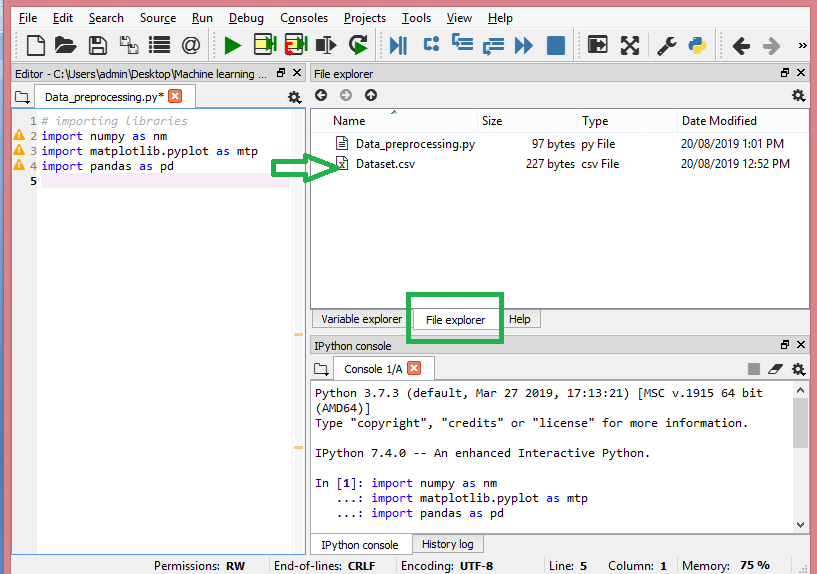 File Edit Search Source Run Debug Consoles Projects Tools View Help
Editor - C:\Users\admin\Desktop\Machine learning ...
Data_preprocessing.py*
1 # importing libraries
2 import numpy as nm
3 import matplotlib.pyplot as mtp
4 import pandas as pd
5
File explorer
Name Size Type Date Modified
Data_preprocessing.py 97 bytes py File 20/08/2019 1:01 PM
Dataset.csv 227 bytes csv File 20/08/2019 12:52 PM
Variable explorer File explorer Help
IPython console
Console 1/A
Python 3.7.3 (default, Mar 27 2019, 17:13:21) [MSC v.1915 64 bit
(AMD64)]
Type "copyright", "credits" or "license" for more information.
IPython 7.4.0 -- An enhanced Interactive Python.
In [1]: import numpy as nm
...: import matplotlib.pyplot as mtp
...: import pandas as pd
IPython console History log
Permissions: RW End-of-lines: CRLF Encoding: UTF-8 Line: 5 Column: 1 Memory: 75 %